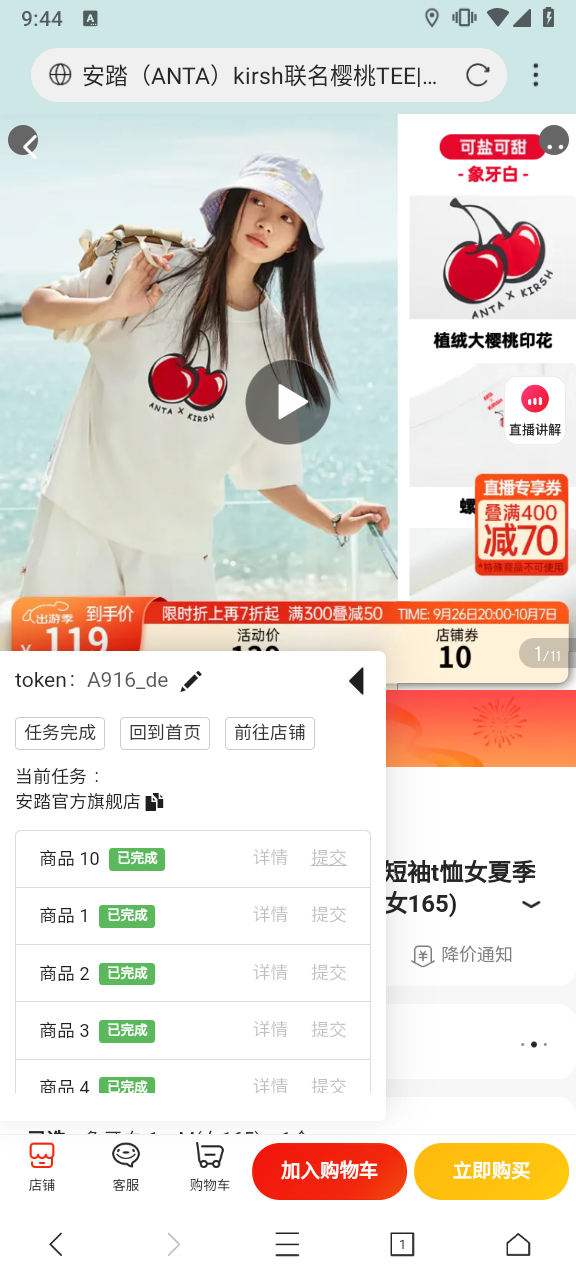 9:44
A
安踏（ANTA）kirsh联名樱桃TEE|...
可盐可甜
- 象牙白 -
ANTA X KIRSH
植绒大樱桃印花
ANTA X KIRSH
直播讲解
螺
直播专享券
叠满400
减70
*特殊商品不可使用
出游季 到手价
限时折上再7折起 满300叠减50
TIME: 9月26日20:00-10月7日
¥119
活动价
店铺券
10
1/11
token: A916_de
任务完成
回到首页
前往店铺
当前任务：
安踏官方旗舰店
商品 10 已完成 详情 提交
商品 1 已完成 详情 提交
商品 2 已完成 详情 提交
商品 3 已完成 详情 提交
商品 4 已完成 详情 提交
短袖t恤女夏季
女165)
降价通知
店铺
客服
购物车
加入购物车
立即购买
1